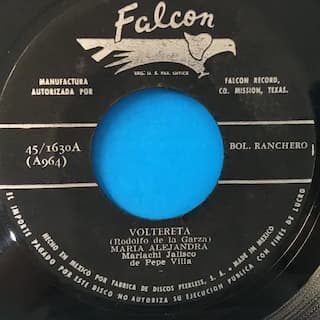 Falcon
REG. U. S. PAT. OFFICE
MANUFACTURA
AUTORIZADA POR
FALCON RECORD,
CO. MISSION, TEXAS.
45/1630A
(A964)
BOL. RANCHERO
VOLTERETA
(Rodolfo de la Garza)
MARIA ALEJANDRA
Mariachi Jalisco
de Pepe Villa
EL IMPORTE PAGADO POR ESTE DISCO NO AUTORIZA SU EJECUCION PUBLICA CON FINES DE LUCRO
HECHO EN MEXICO POR FABRICA DE DISCOS PEERLESS, S. A. MADE IN MEXICO